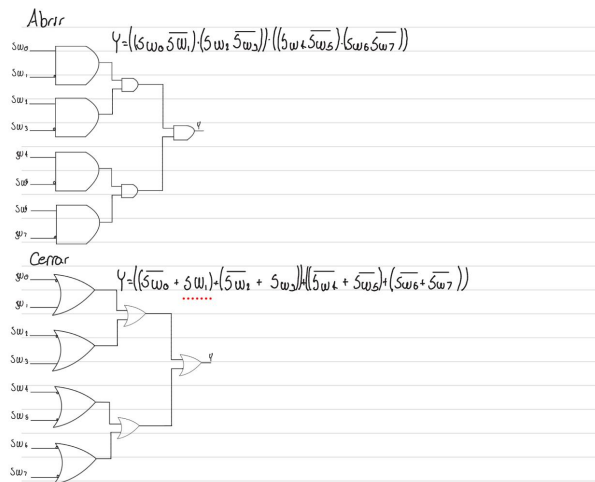 Abrir
Y=((Sw₀ S̅w̅₁)·(Sw₂ S̅w̅₃))·((Sw₄ S̅w̅₅)·(Sw₆ S̅w̅₇))
Sw₀
Sw₁
Sw₂
Sw₃
Sw₄
Sw₅
Y
Sw₇
Cerrar
Y=((S̅w̅₀ + Sw₁)+(S̅w̅₂ + Sw₃))+((S̅w̅₄ + S̅w̅₅)+(S̅w̅₆ + S̅w̅₇))
Sw₀
Sw₁
Sw₂
Sw₃
Y
Sw₄
Sw₅
Sw₆
Sw₇